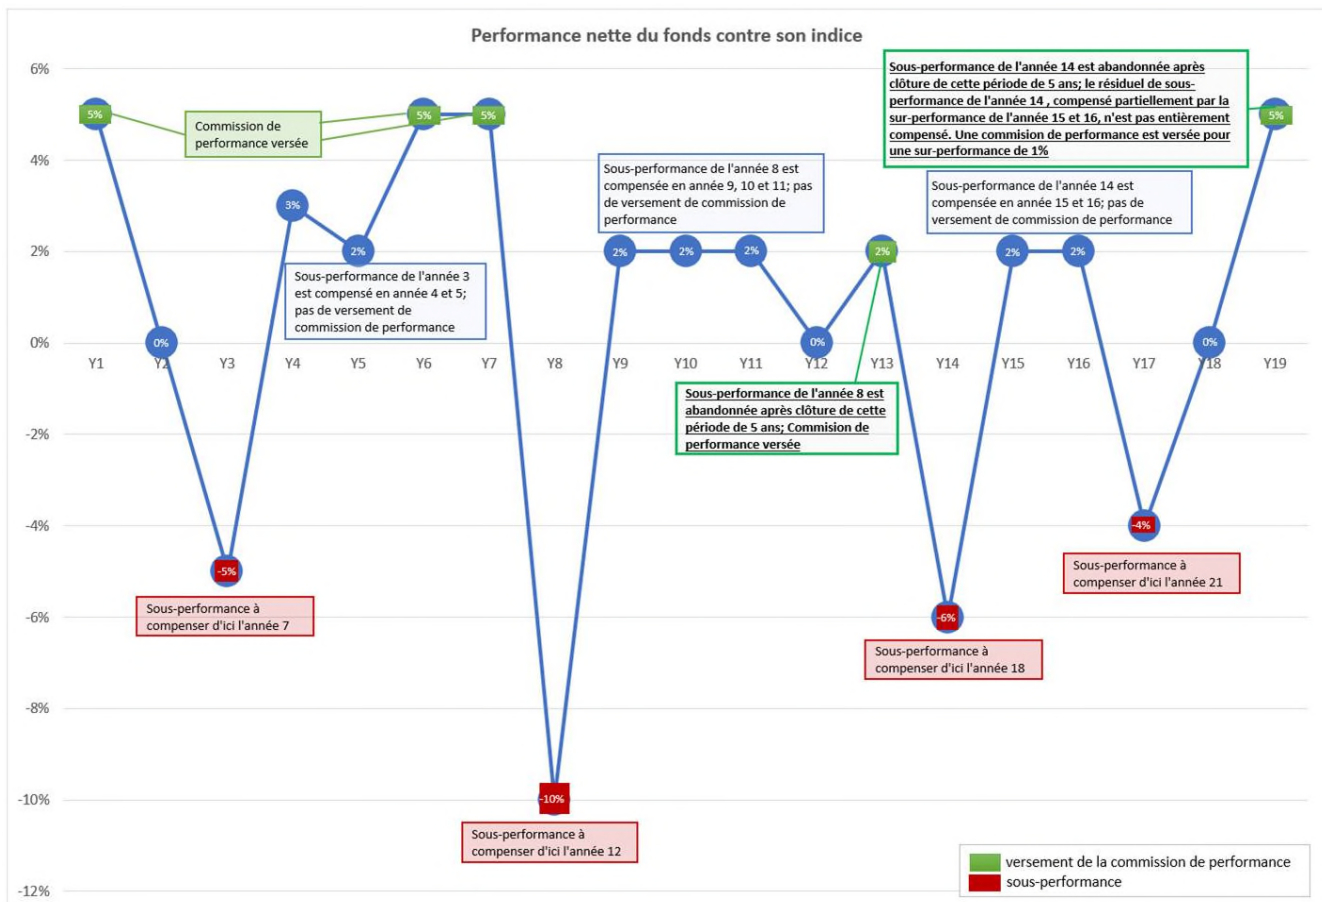 Performance nette du fonds contre son indice
6%
4%
2%
0%
-2%
-4%
-6%
-8%
-10%
-12%
Y1
Y2
Y3
Y4
Y5
Y6
Y7
Y8
Y9
Y10
Y11
Y12
Y13
Y14
Y15
Y16
Y17
Y18
Y19
5%
0%
-5%
3%
2%
5%
5%
-10%
2%
2%
2%
0%
2%
-6%
2%
2%
-4%
0%
5%
Commission de
performance versée
Sous-performance de l'année 3
est compensé en année 4 et 5;
pas de versement de
commission de performance
Sous-performance à
compenser d'ici l'année 7
Sous-performance à
compenser d'ici l'année 12
Sous-performance de l'année 8 est
compensée en année 9, 10 et 11; pas
de versement de commission de
performance
Sous-performance de l'année 8 est
abandonnée après clôture de cette
période de 5 ans; Commision de
performance versée
Sous-performance à
compenser d'ici l'année 18
Sous-performance de l'année 14 est
compensée en année 15 et 16; pas de
versement de commission de performance
Sous-performance à
compenser d'ici l'année 21
Sous-performance de l'année 14 est abandonnée après
clôture de cette période de 5 ans; le résiduel de sous-
performance de l'année 14 , compensé partiellement par la
sur-performance de l'année 15 et 16, n'est pas entièrement
compensé. Une commision de performance est versée pour
une sur-performance de 1%
versement de la commission de performance
sous-performance